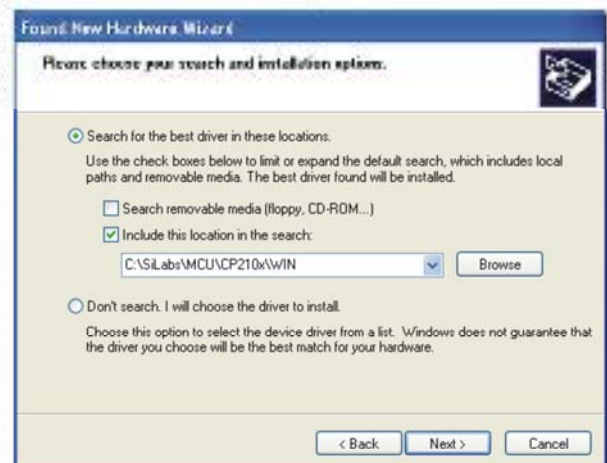 Found New Hardware Wizard
Please choose your search and installation options.
Search for the best driver in these locations.
Use the check boxes below to limit or expand the default search, which includes local
paths and removable media. The best driver found will be installed.
Search removable media (floppy, CD-ROM...)
Include this location in the search:
C:\SiLabs\MCU\CP210x\WIN
Browse
Don't search. I will choose the driver to install.
Choose this option to select the device driver from a list. Windows does not guarantee that
the driver you choose will be the best match for your hardware.
< Back Next > Cancel